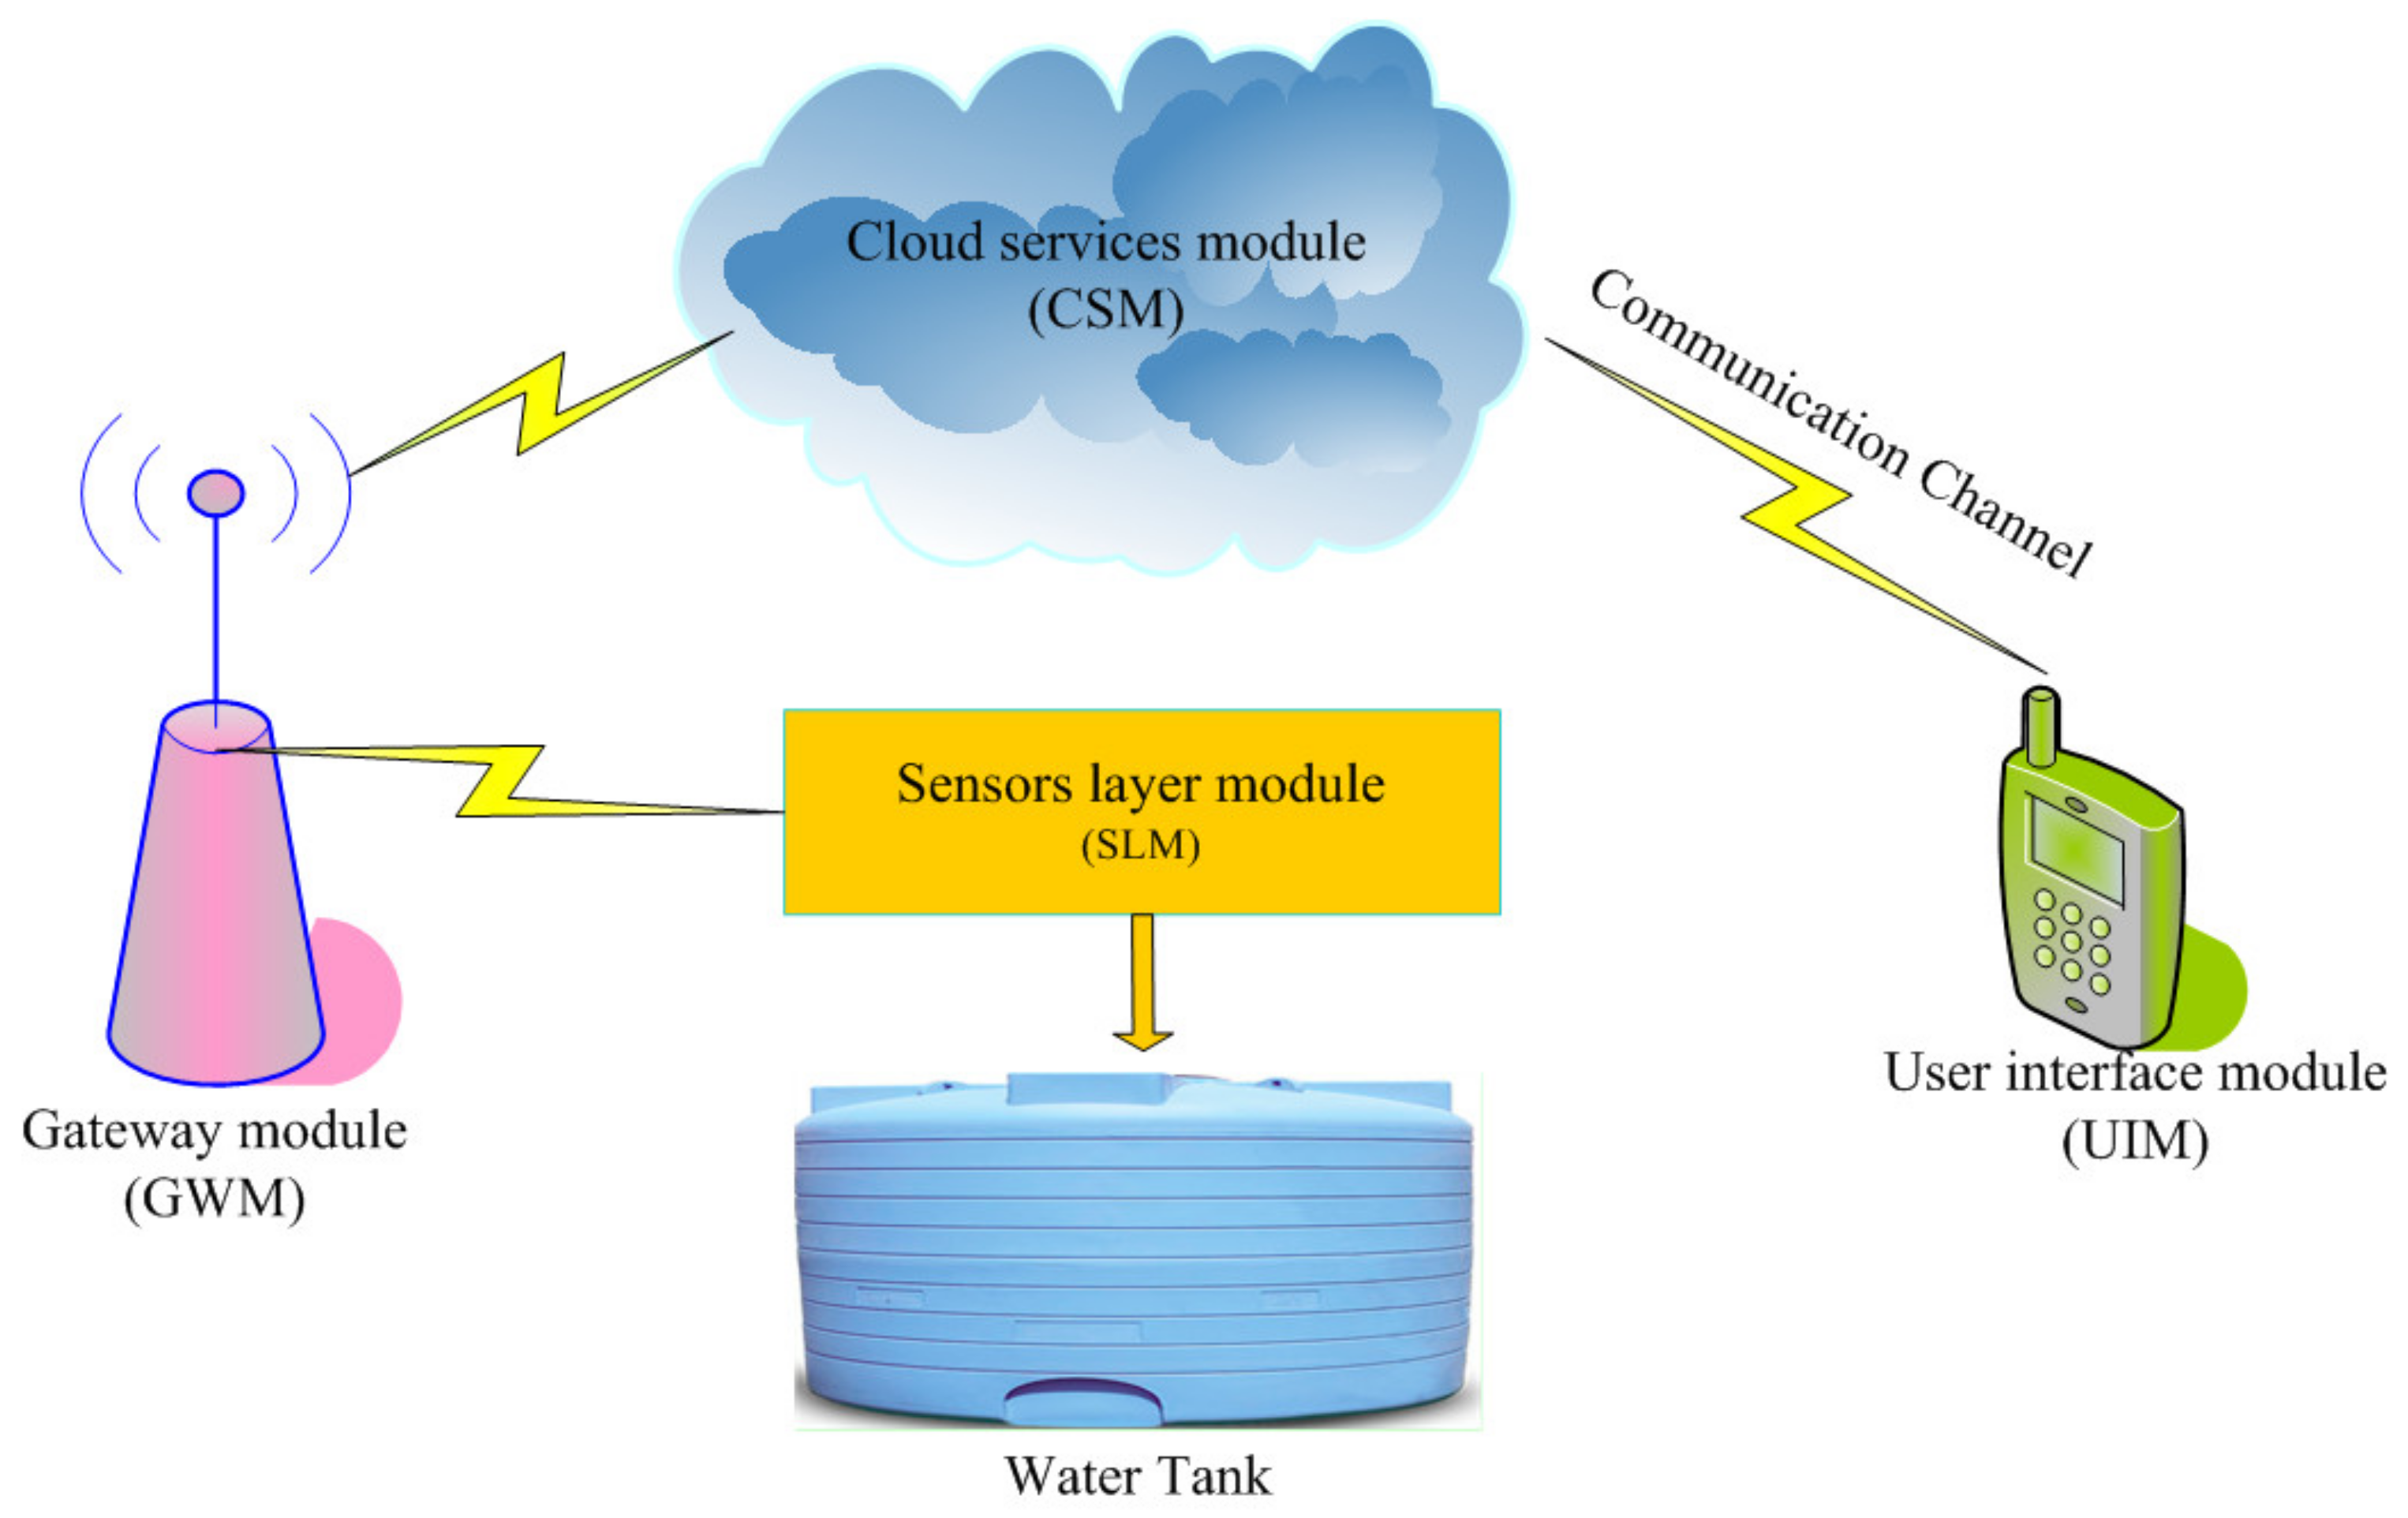 Cloud services module
(CSM)
Communication Channel
Sensors layer module
(SLM)
Gateway module
(GWM)
User interface module
(UIM)
Water Tank